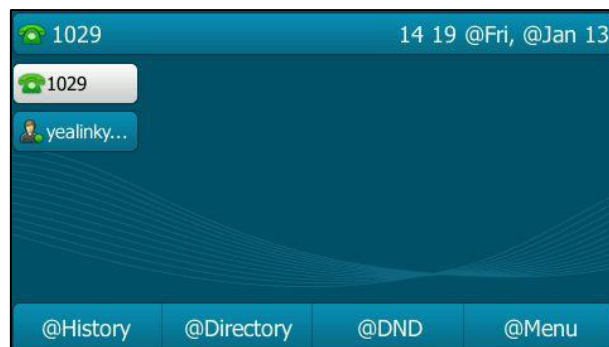 1029 14 19 @Fri, @Jan 13
1029
yealinky...
@History @Directory @DND @Menu